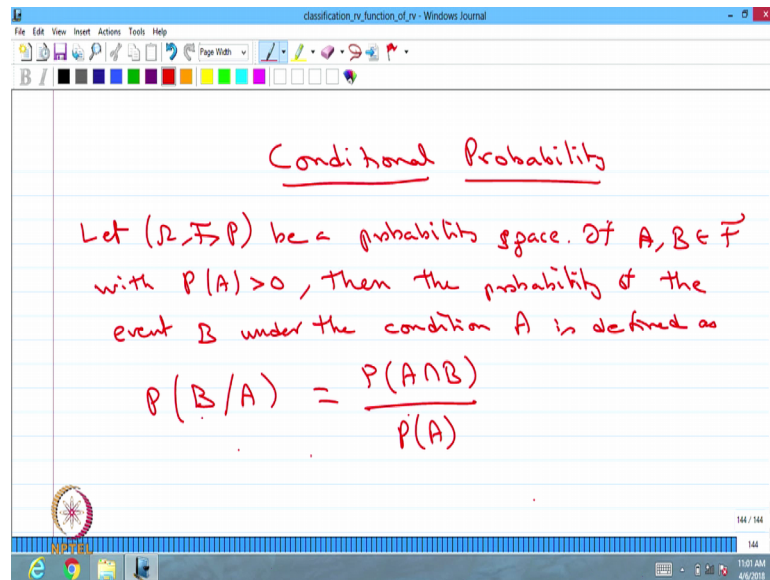 classification_rv_function_of_rv - Windows Journal
File Edit View Insert Actions Tools Help
Page Width
B I
Conditional Probability
Let (Ω, F, P) be a probability space. If A, B ∈ F
with P(A) > 0, then the probability of the
event B under the condition A is defined as
P(B/A) = P(A∩B)
P(A)
NPTEL
144 / 144
144
11:01 AM
4/6/2018